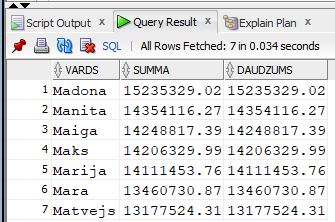 Script Output Query Result Explain Plan
SQL All Rows Fetched: 7 in 0.034 seconds
VARDS SUMMA DAUDZUMS
1 Madona 15235329.02 15235329.02
2 Manita 14354116.27 14354116.27
3 Maiga 14248817.39 14248817.39
4 Maks 14206329.99 14206329.99
5 Marija 14111453.76 14111453.76
6 Mara 13460730.87 13460730.87
7 Matvejs 13177524.31 13177524.31